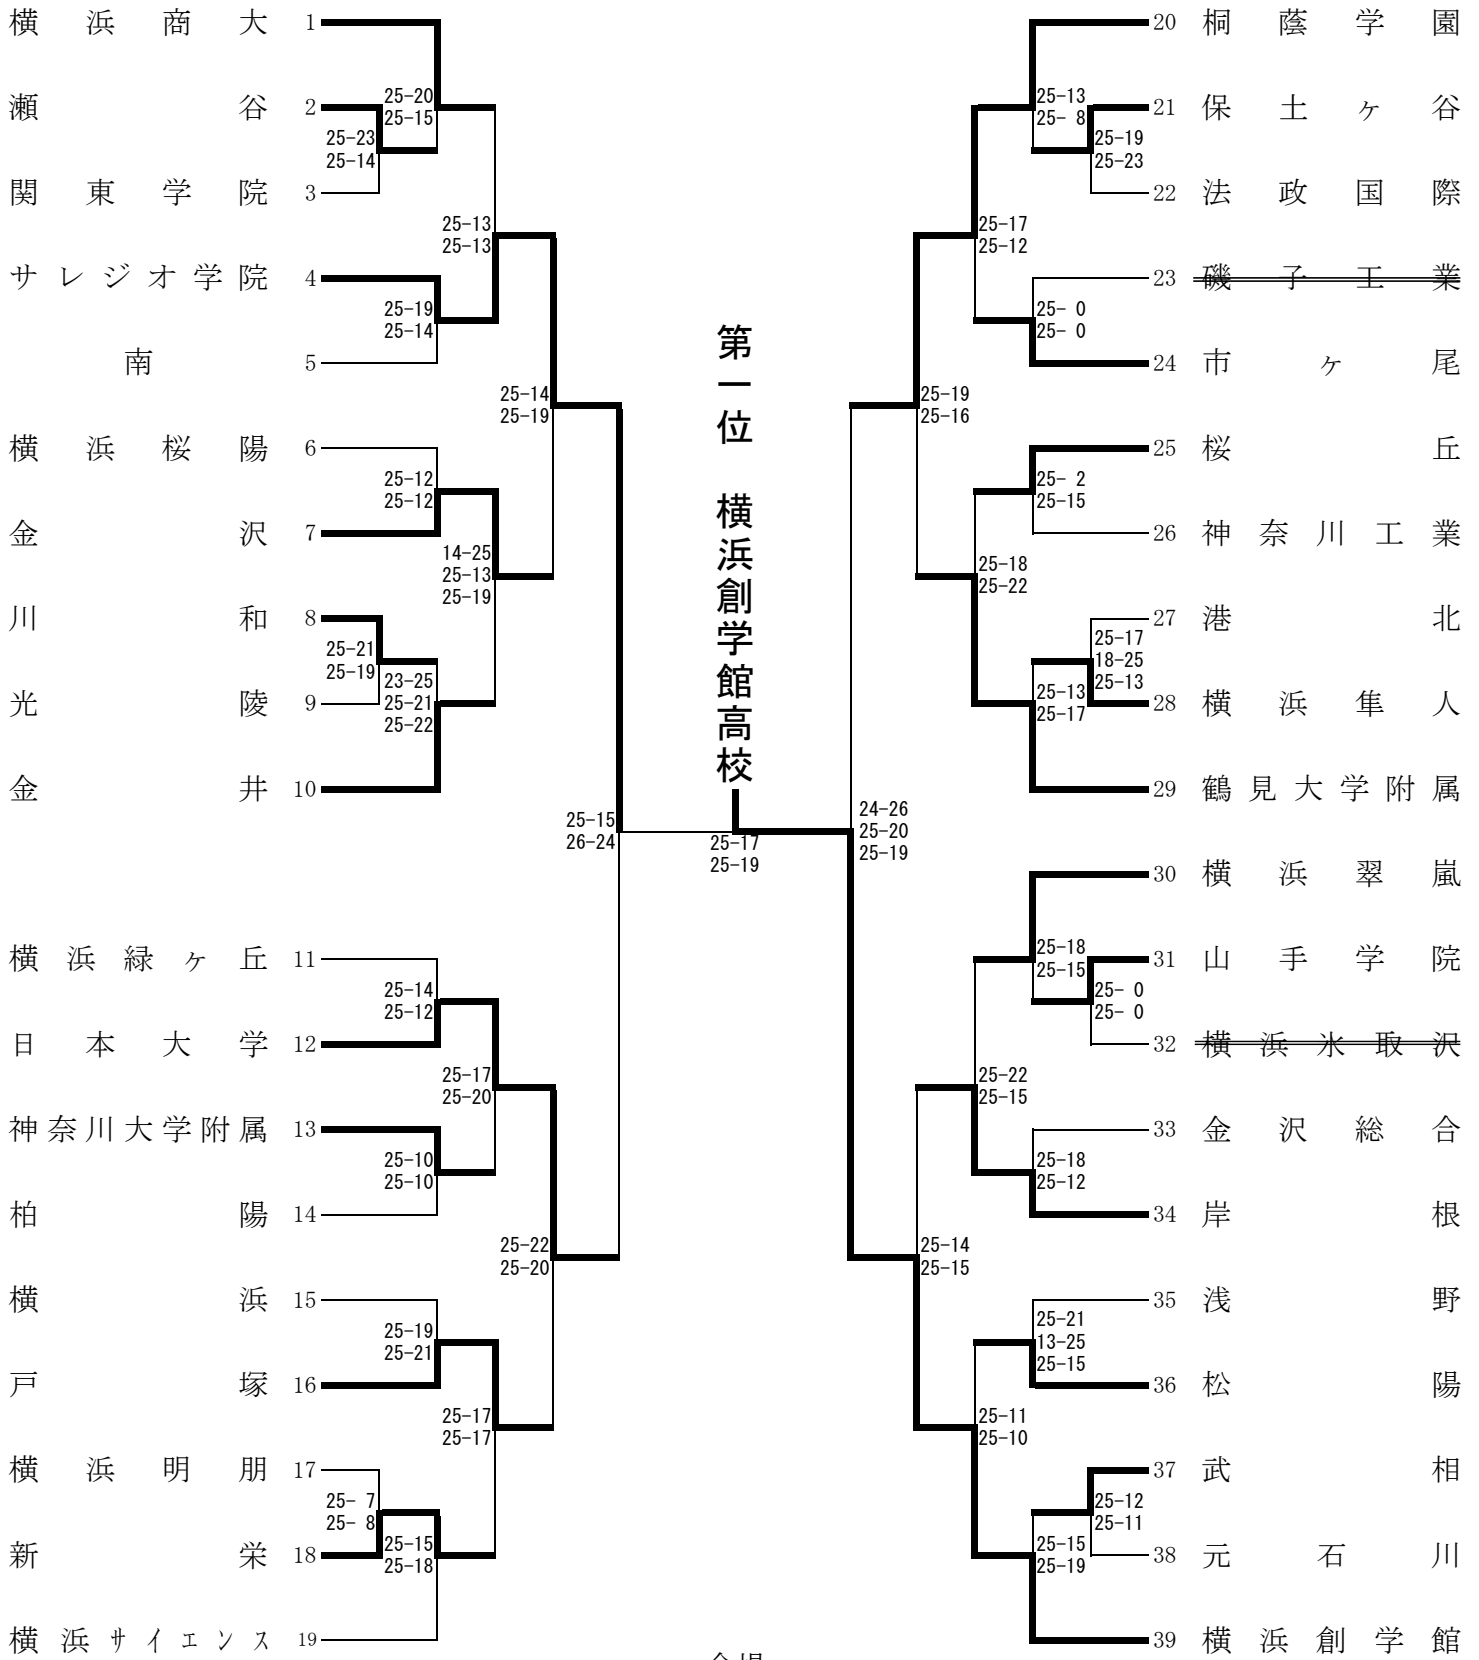 横浜商大 1
瀬谷 2
関東学院 3
サレジオ学院 4
南 5
横浜桜陽 6
金沢 7
川和 8
光陵 9
金井 10
横浜緑ヶ丘 11
日本大学 12
神奈川大学附属 13
柏陽 14
横浜 15
戸塚 16
横浜明朋 17
新栄 18
横浜サイエンス 19
25-23
25-14
25-20
25-15
25-13
25-13
25-19
25-14
25-14
25-19
25-12
25-12
14-25
25-13
25-19
25-21
25-19
23-25
25-21
25-22
25-15
26-24
25-14
25-12
25-17
25-20
25-10
25-10
25-22
25-20
25-19
25-21
25-17
25-17
25- 7
25- 8
25-15
25-18
第一位 横浜創学館高校
25-17
25-19
24-26
25-20
25-19
25-13
25- 8
25-19
25-23
25-17
25-12
25- 0
25- 0
25-19
25-16
25- 2
25-15
25-18
25-22
25-17
18-25
25-13
25-13
25-17
25-18
25-15
25- 0
25- 0
25-22
25-15
25-18
25-12
25-14
25-15
25-21
13-25
25-15
25-11
25-10
25-12
25-11
25-15
25-19
20 桐蔭学園
21 保土ヶ谷
22 法政国際
23 磯子工業
24 市ヶ尾
25 桜丘
26 神奈川工業
27 港北
28 横浜隼人
29 鶴見大学附属
30 横浜翠嵐
31 山手学院
32 横浜氷取沢
33 金沢総合
34 岸根
35 浅野
36 松陽
37 武相
38 元石川
39 横浜創学館